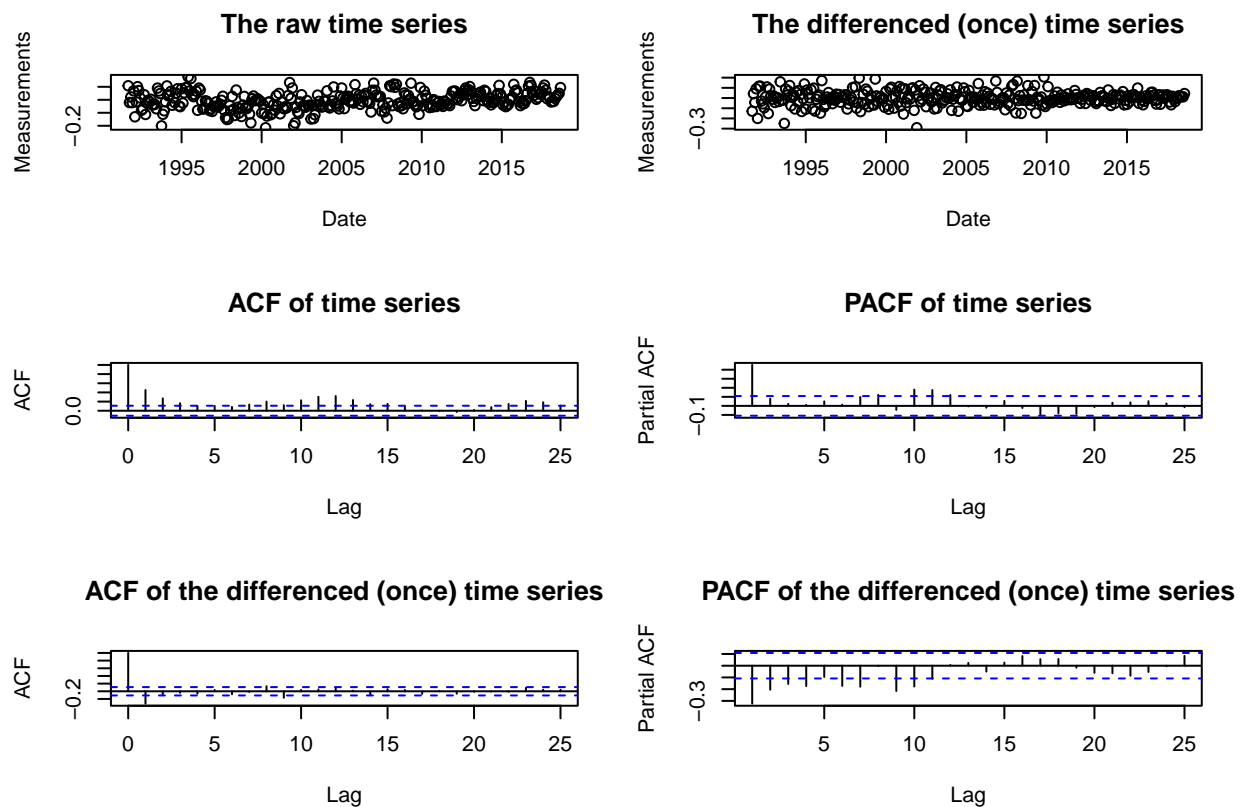 The raw time series
Measurements
−0.2
1995 2000 2005 2010 2015
Date
The differenced (once) time series
Measurements
−0.3
1995 2000 2005 2010 2015
Date
ACF of time series
ACF
0.0
0 5 10 15 20 25
Lag
PACF of time series
Partial ACF
−0.1
5 10 15 20 25
Lag
ACF of the differenced (once) time series
ACF
−0.2
0 5 10 15 20 25
Lag
PACF of the differenced (once) time series
Partial ACF
−0.3
5 10 15 20 25
Lag